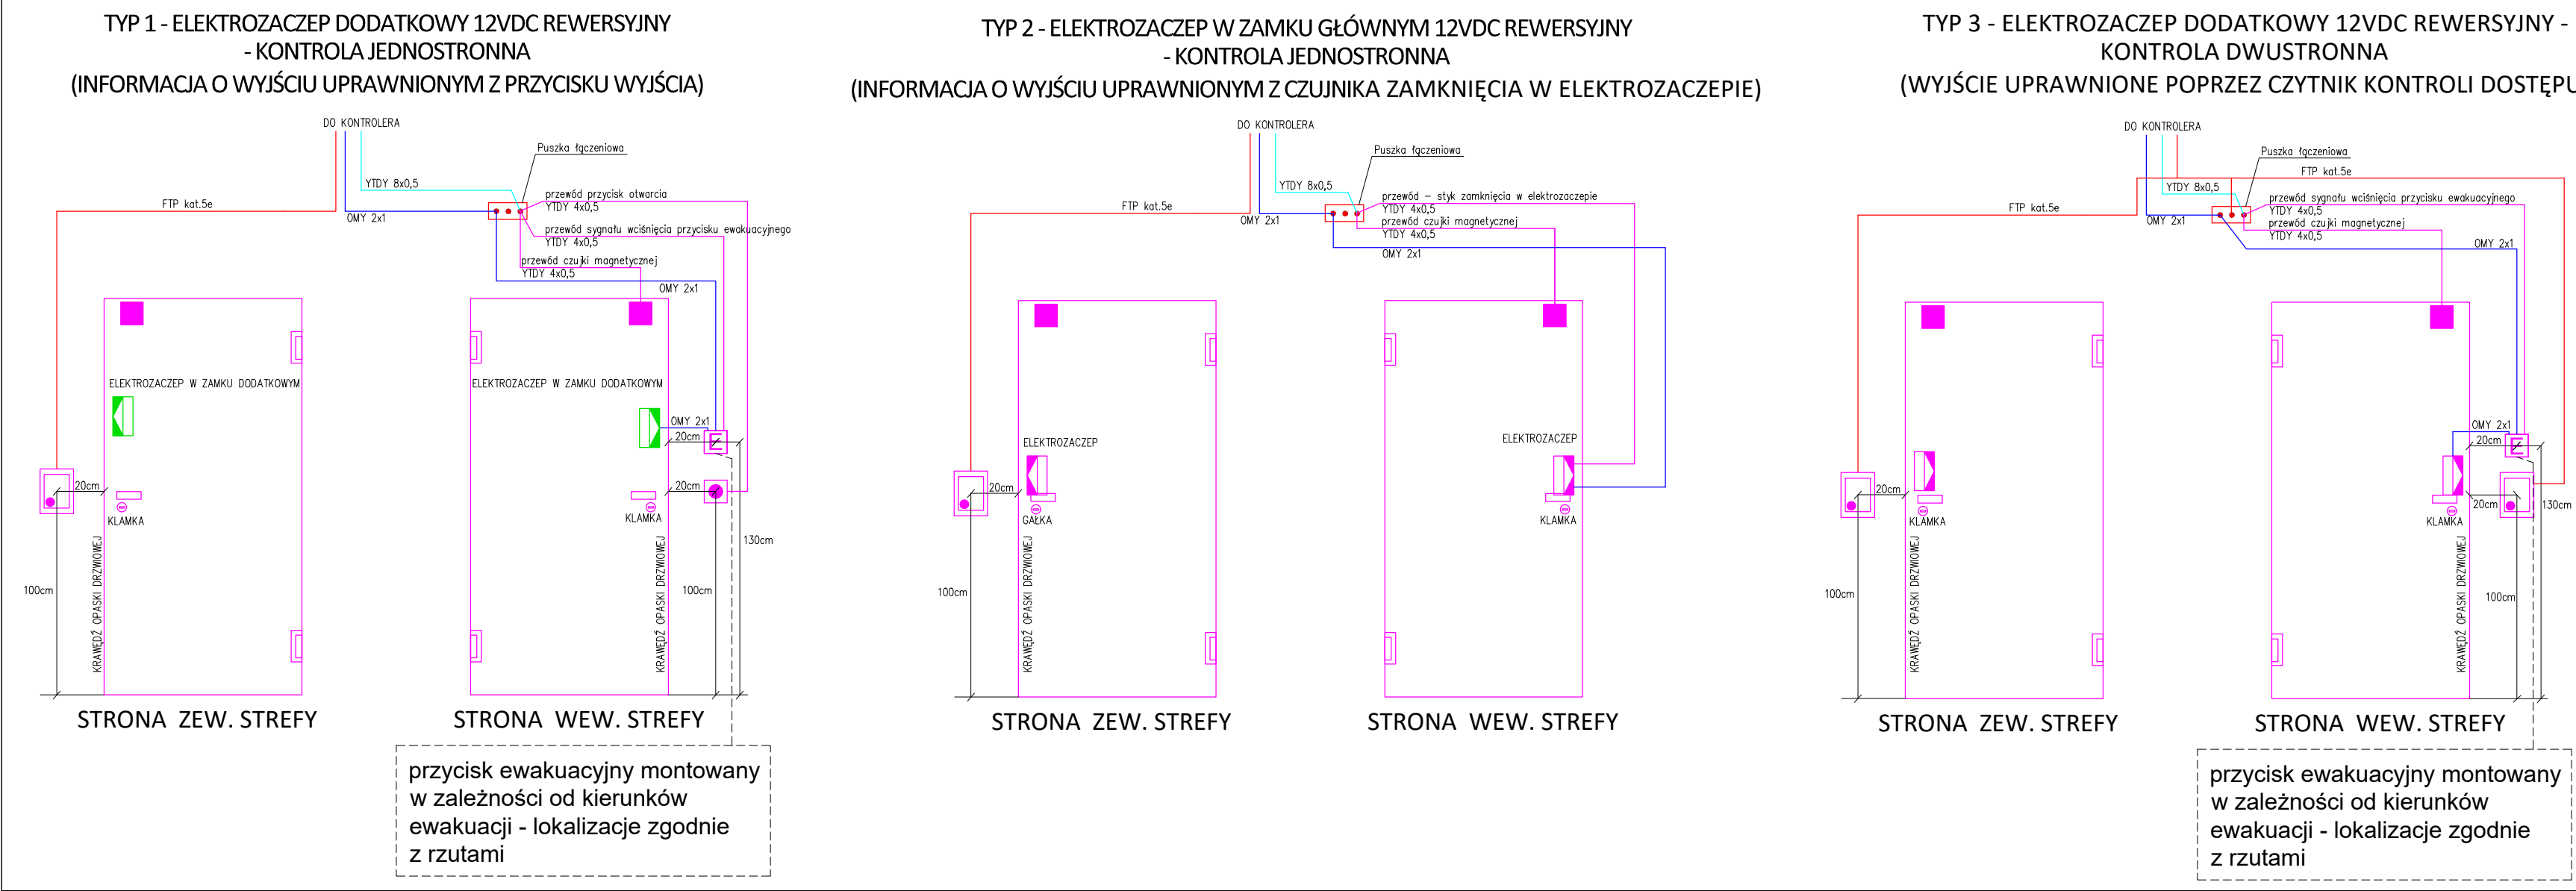 TYP 1 - ELEKTROZACZEP DODATKOWY 12VDC REWERSYJNY
- KONTROLA JEDNOSTRONNA
(INFORMACJA O WYJŚCIU UPRAWNIONYM Z PRZYCISKU WYJŚCIA)
DO KONTROLERA
Puszka łączeniowa
YTDY 8x0,5
przewód przycisk otwarcia
YTDY 4x0,5
FTP kat.5e
OMY 2x1
przewód sygnału wciśnięcia przycisku ewakuacyjnego
YTDY 4x0,5
przewód czujki magnetycznej
YTDY 4x0,5
OMY 2x1
ELEKTROZACZEP W ZAMKU DODATKOWYM
ELEKTROZACZEP W ZAMKU DODATKOWYM
OMY 2x1
20cm
E
20cm
20cm
KLAMKA
KLAMKA
130cm
KRAWĘDŹ OPASKI DRZWIOWEJ
KRAWĘDŹ OPASKI DRZWIOWEJ
100cm
100cm
STRONA ZEW. STREFY
STRONA WEW. STREFY
przycisk ewakuacyjny montowany
w zależności od kierunków
ewakuacji - lokalizacje zgodnie
z rzutami
TYP 2 - ELEKTROZACZEP W ZAMKU GŁÓWNYM 12VDC REWERSYJNY
- KONTROLA JEDNOSTRONNA
(INFORMACJA O WYJŚCIU UPRAWNIONYM Z CZUJNIKA ZAMKNIĘCIA W ELEKTROZACZEPIE)
DO KONTROLERA
Puszka łączeniowa
YTDY 8x0,5
przewód - styk zamknięcia w elektrozaczepie
YTDY 4x0,5
FTP kat.5e
OMY 2x1
przewód czujki magnetycznej
YTDY 4x0,5
OMY 2x1
ELEKTROZACZEP
ELEKTROZACZEP
20cm
GAŁKA
KLAMKA
KRAWĘDŹ OPASKI DRZWIOWEJ
100cm
STRONA ZEW. STREFY
STRONA WEW. STREFY
TYP 3 - ELEKTROZACZEP DODATKOWY 12VDC REWERSYJNY -
KONTROLA DWUSTRONNA
(WYJŚCIE UPRAWNIONE POPRZEZ CZYTNIK KONTROLI DOSTĘPU
DO KONTROLERA
Puszka łączeniowa
FTP kat.5e
YTDY 8x0,5
przewód sygnału wciśnięcia przycisku ewakuacyjnego
YTDY 4x0,5
FTP kat.5e
OMY 2x1
przewód czujki magnetycznej
YTDY 4x0,5
OMY 2x1
OMY 2x1
20cm
E
20cm
20cm
130cm
KLAMKA
KLAMKA
KRAWĘDŹ OPASKI DRZWIOWEJ
KRAWĘDŹ OPASKI DRZWIOWEJ
100cm
100cm
STRONA ZEW. STREFY
STRONA WEW. STREFY
przycisk ewakuacyjny montowany
w zależności od kierunków
ewakuacji - lokalizacje zgodnie
z rzutami